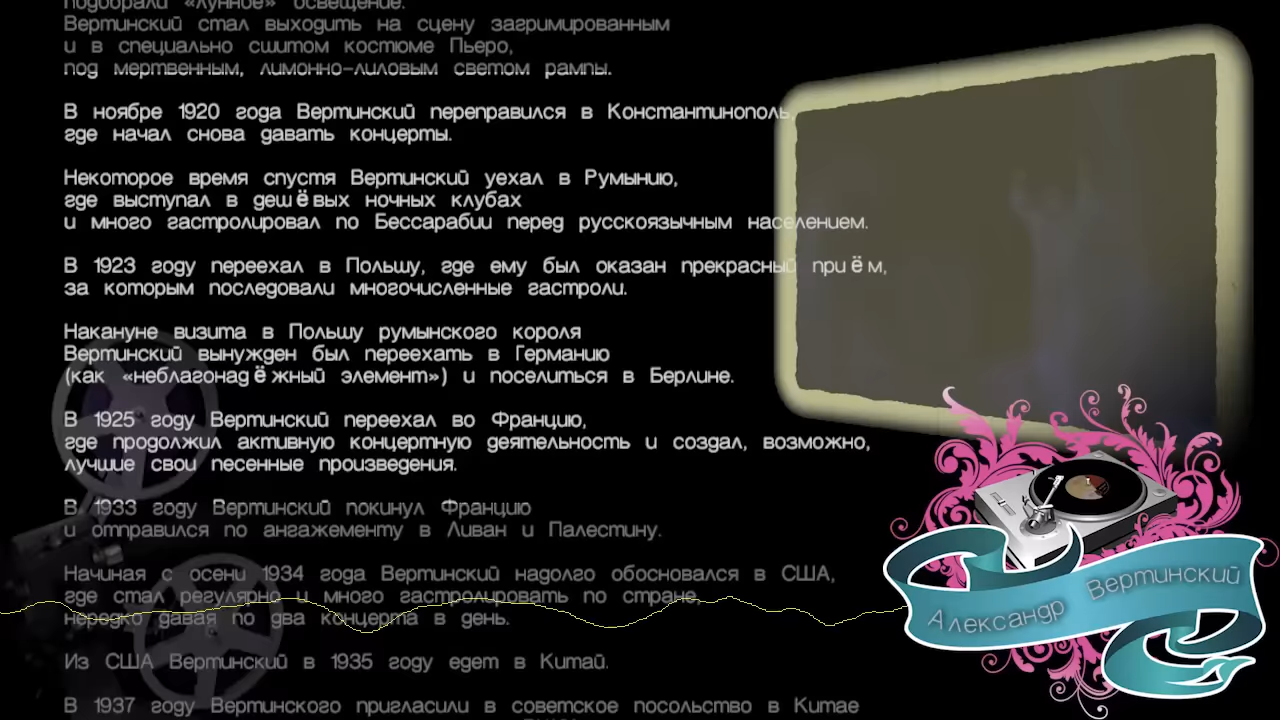 подобрали «лунное» освещение.
Вертинский стал выходить на сцену загримированным
и в специально сшитом костюме Пьеро,
под мертвенным, лимонно-лиловым светом рампы.
В ноябре 1920 года Вертинский переправился в Константинополь,
где начал снова давать концерты.
Некоторое время спустя Вертинский уехал в Румынию,
где выступал в дешёвых ночных клубах
и много гастролировал по Бессарабии перед русскоязычным населением.
В 1923 году переехал в Польшу, где ему был оказан прекрасный приём,
за которым последовали многочисленные гастроли.
Накануне визита в Польшу румынского короля
Вертинский вынужден был переехать в Германию
(как «неблагонадёжный элемент») и поселиться в Берлине.
В 1925 году Вертинский переехал во Францию,
где продолжил активную концертную деятельность и создал, возможно,
лучшие свои песенные произведения.
В 1933 году Вертинский покинул Францию
и отправился по ангажементу в Ливан и Палестину.
Начиная с осени 1934 года Вертинский надолго обосновался в США,
где стал регулярно и много гастролировать по стране,
нередко давая по два концерта в день.
Из США Вертинский в 1935 году едет в Китай.
В 1937 году Вертинского пригласили в советское посольство в Китае
Александр Вертинский